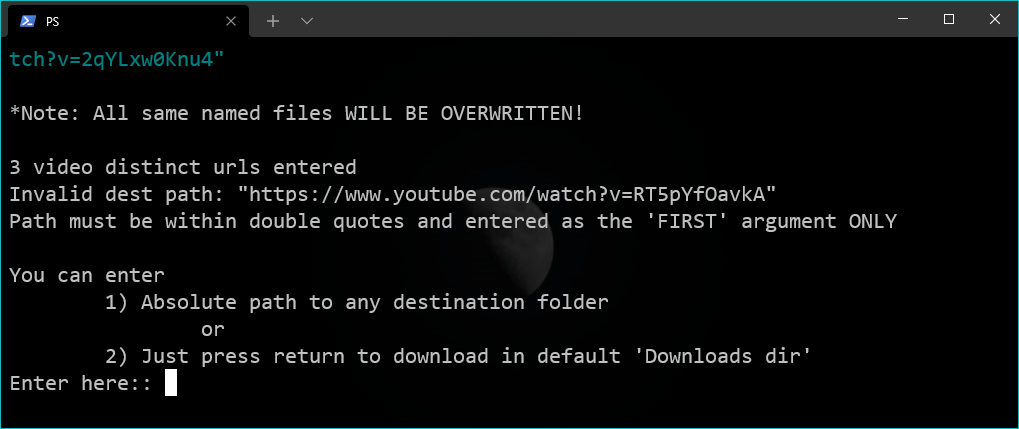 PS
tch?v=2qYLxw0Knu4"
*Note: All same named files WILL BE OVERWRITTEN!
3 video distinct urls entered
Invalid dest path: "https://www.youtube.com/watch?v=RT5pYfOavkA"
Path must be within double quotes and entered as the 'FIRST' argument ONLY
You can enter
1) Absolute path to any destination folder
or
2) Just press return to download in default 'Downloads dir'
Enter here::